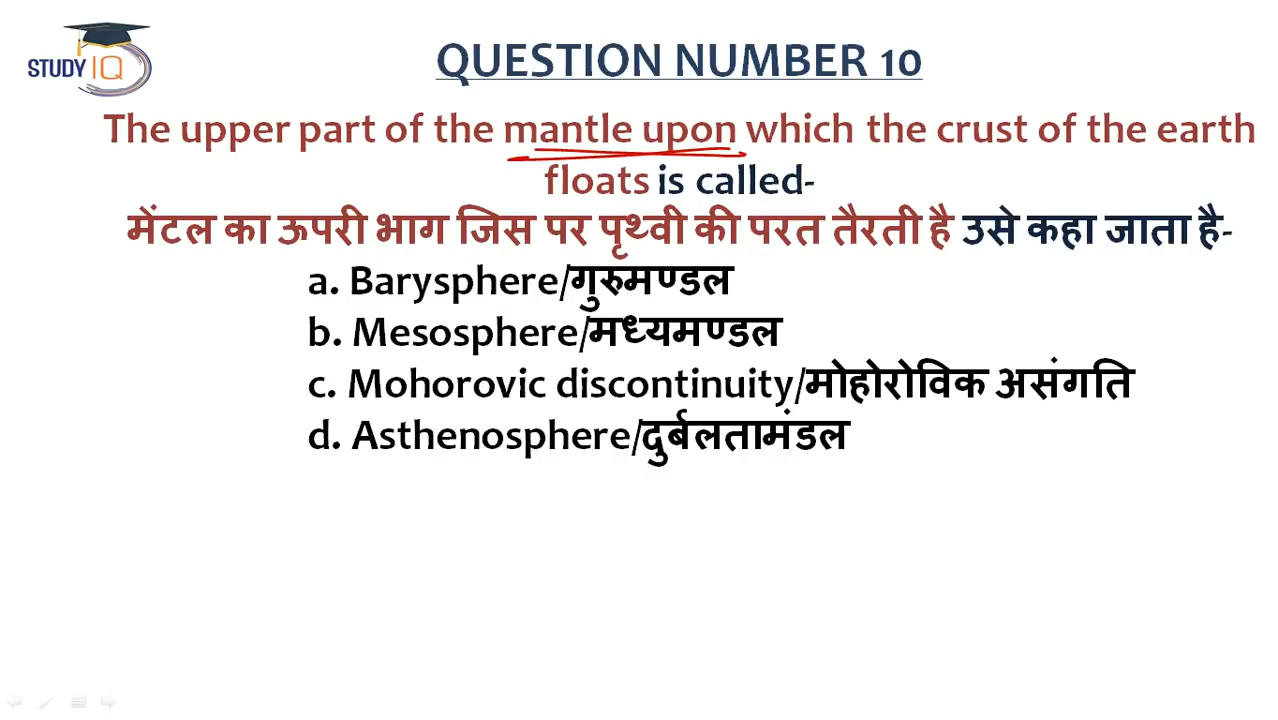 STUDY IQ
QUESTION NUMBER 10
The upper part of the mantle upon which the crust of the earth
floats is called-
मेंटल का ऊपरी भाग जिस पर पृथ्वी की परत तैरती है उसे कहा जाता है-
a. Barysphere/गुरुमण्डल
b. Mesosphere/मध्यमण्डल
c. Mohorovic discontinuity/मोहोरोविक असंगति
d. Asthenosphere/दुर्बलतामंडल